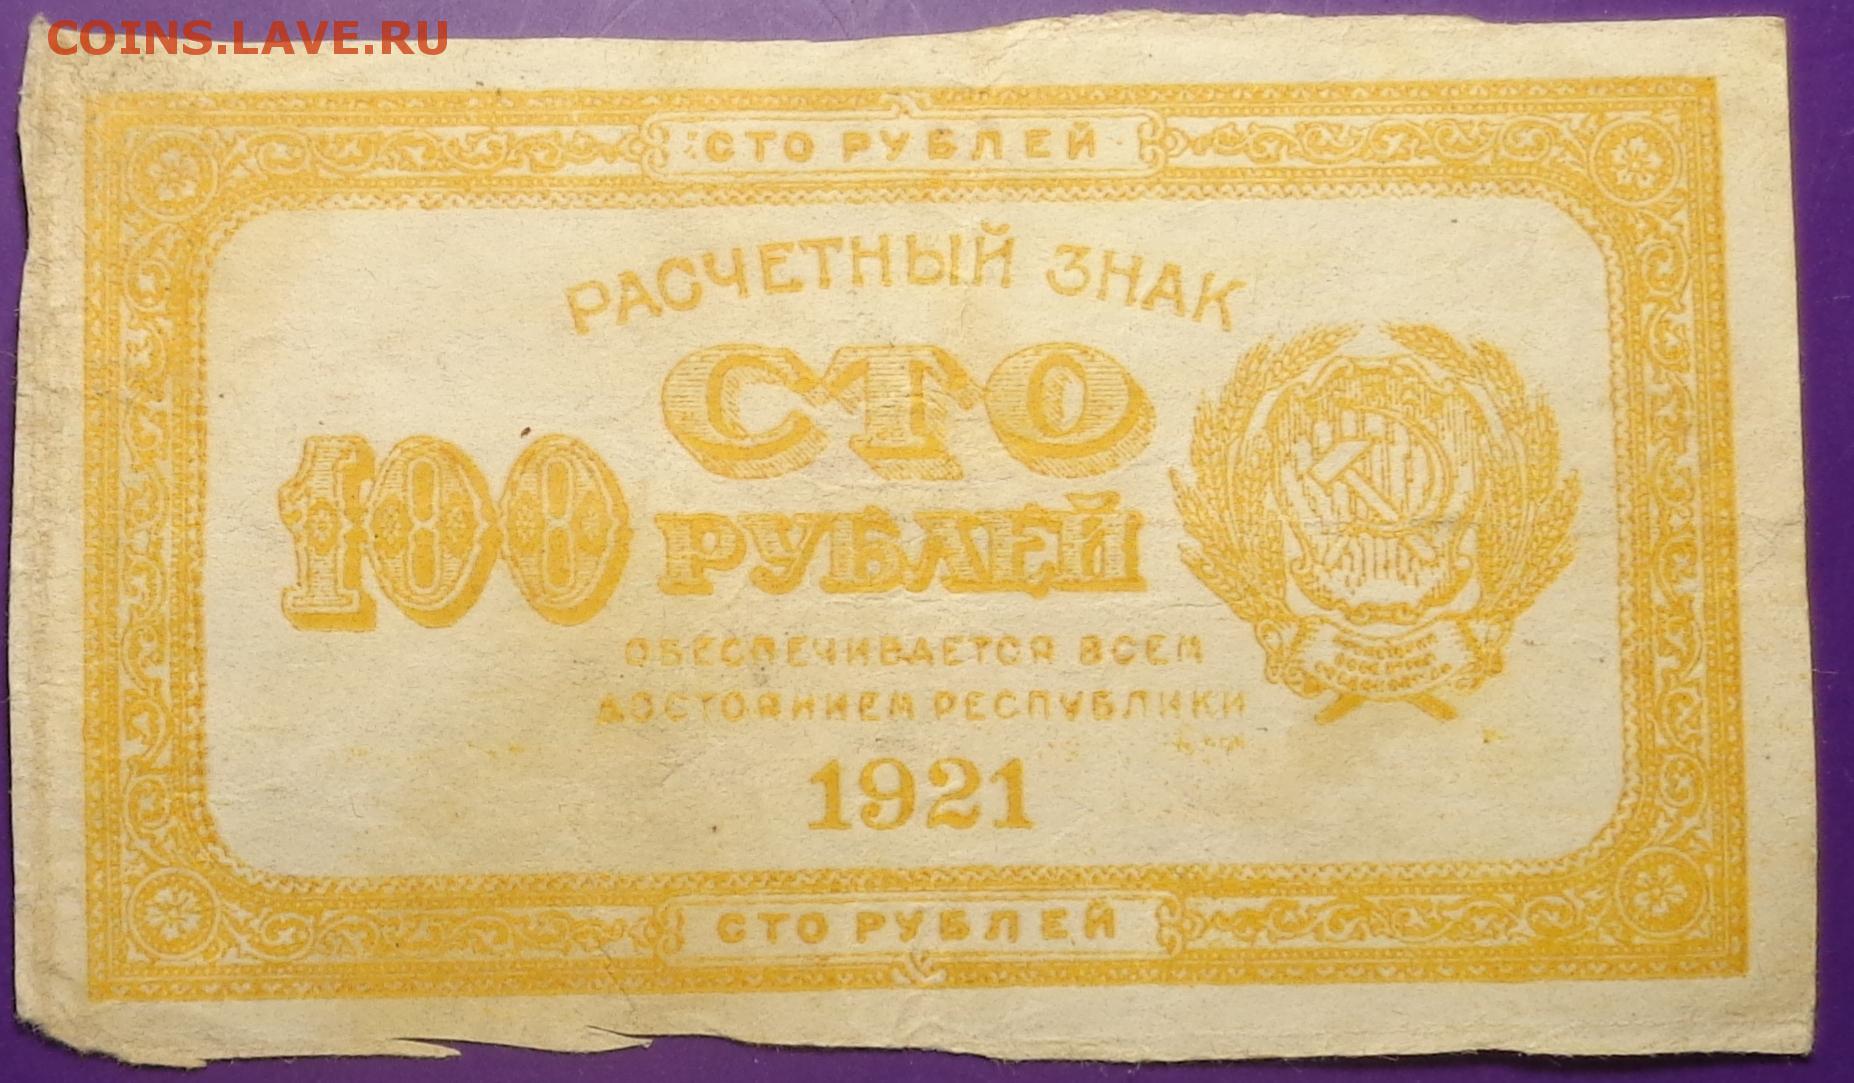 COINS.LAVE.RU
СТО РУБЛЕЙ
РАСЧЕТНЫЙ ЗНАК
100
СТО
РУБЛЕЙ
ОБЕСПЕЧИВАЕТСЯ ВСЕМ
ДОСТОЯНИЕМ РЕСПУБЛИКИ
1921
СТО РУБЛЕЙ